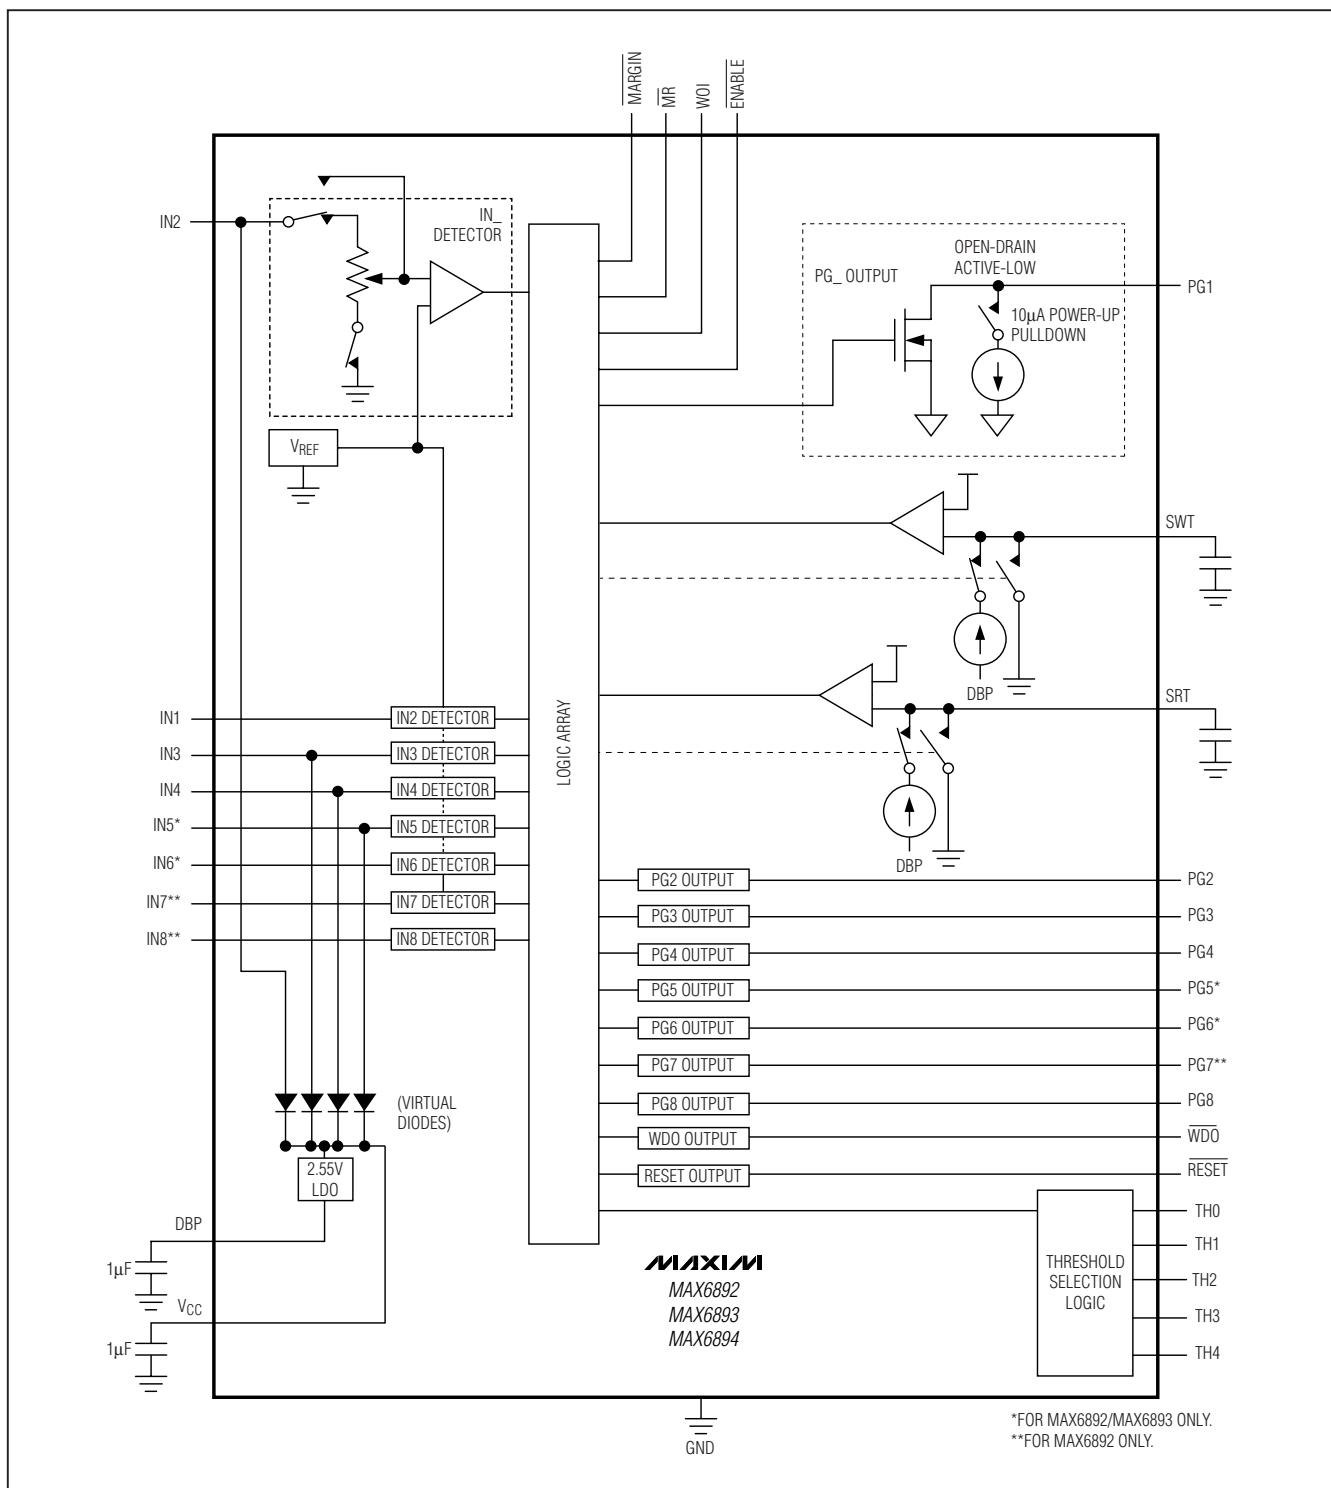 MARGIN
MR
WOI
ENABLE
IN2
IN_
DETECTOR
PG_ OUTPUT
OPEN-DRAIN
ACTIVE-LOW
PG1
10μA POWER-UP
PULLDOWN
VREF
SWT
DBP
SRT
DBP
LOGIC ARRAY
IN1
IN2 DETECTOR
IN3
IN3 DETECTOR
IN4
IN4 DETECTOR
IN5*
IN5 DETECTOR
IN6*
IN6 DETECTOR
IN7**
IN7 DETECTOR
IN8**
IN8 DETECTOR
PG2 OUTPUT
PG2
PG3 OUTPUT
PG3
PG4 OUTPUT
PG4
PG5 OUTPUT
PG5*
PG6 OUTPUT
PG6*
PG7 OUTPUT
PG7**
PG8 OUTPUT
PG8
WDO OUTPUT
WDO
RESET OUTPUT
RESET
(VIRTUAL
DIODES)
2.55V
LDO
DBP
1μF
VCC
1μF
MAXIM
MAX6892
MAX6893
MAX6894
THRESHOLD
SELECTION
LOGIC
TH0
TH1
TH2
TH3
TH4
GND
*FOR MAX6892/MAX6893 ONLY.
**FOR MAX6892 ONLY.